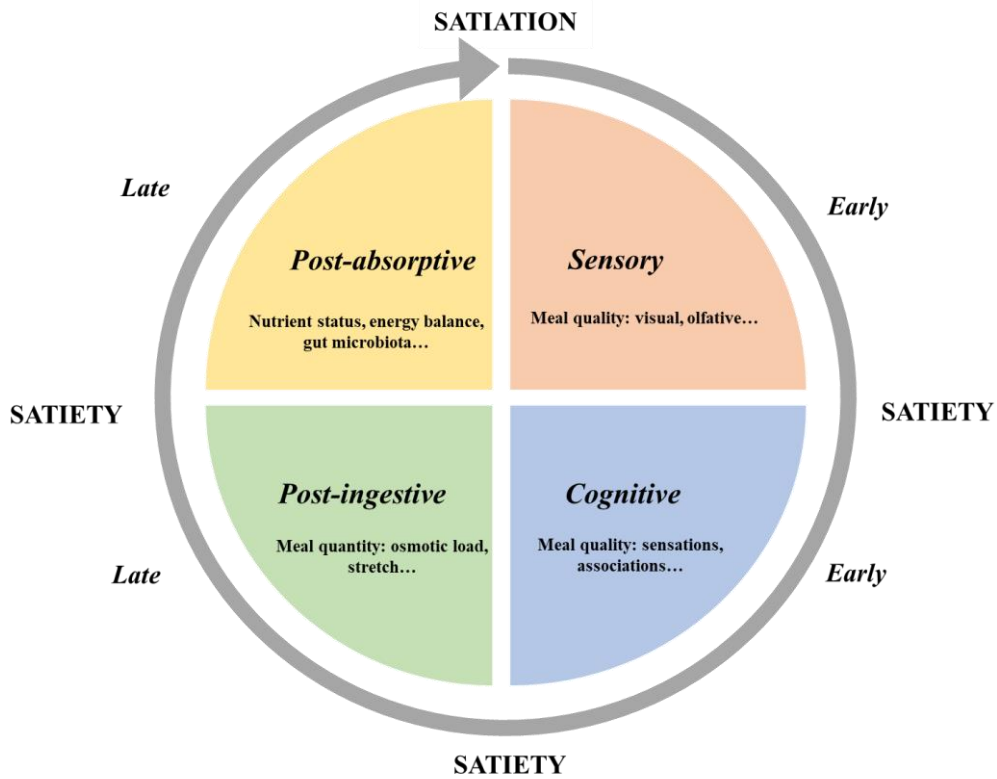 SATIATION
Late
Early
Post-absorptive
Nutrient status, energy balance,
gut microbiota...
Sensory
Meal quality: visual, olfative...
SATIETY
SATIETY
Post-ingestive
Meal quantity: osmotic load,
stretch...
Cognitive
Meal quality: sensations,
associations...
Late
Early
SATIETY